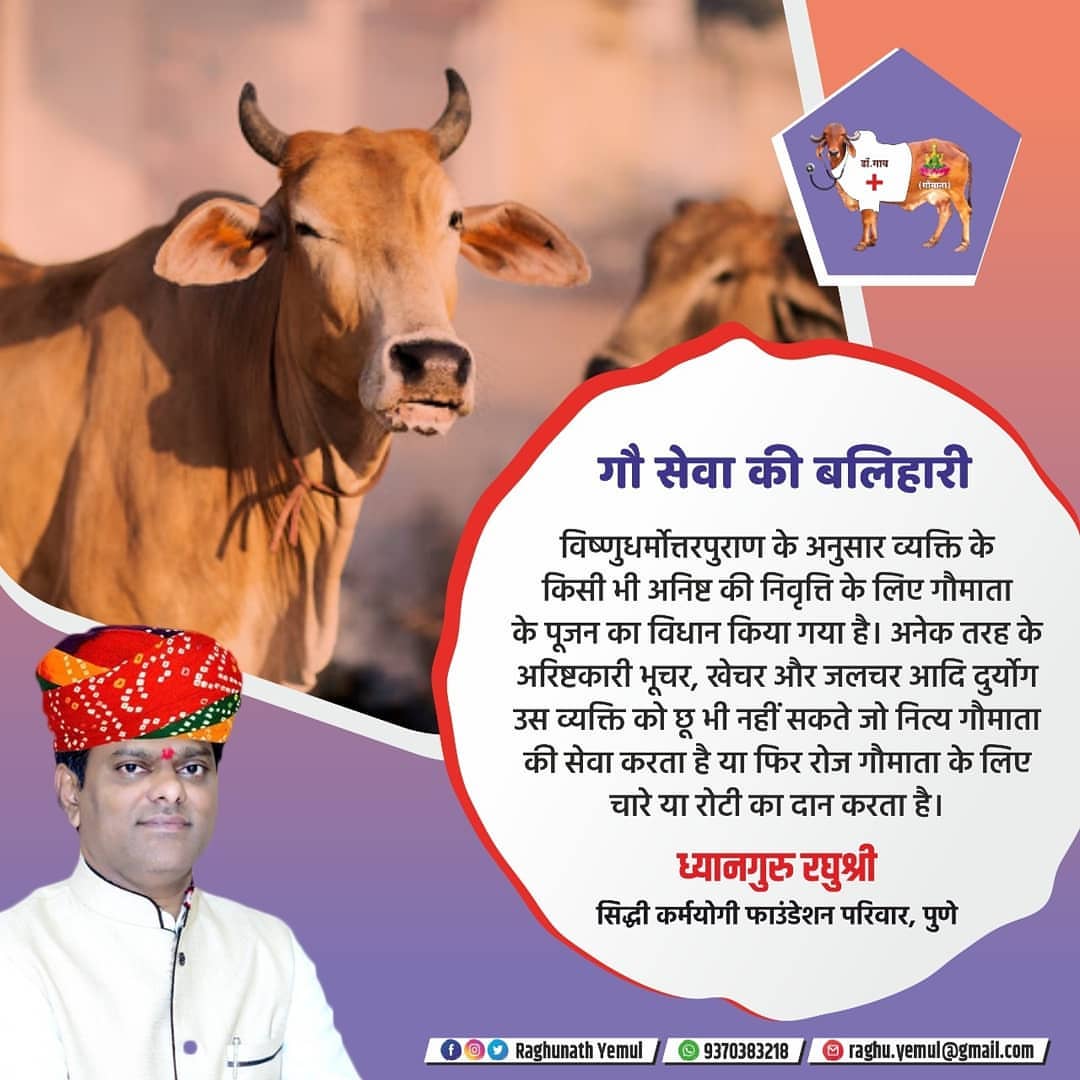 डॉ.गाय
(गोमाता)
गौ सेवा की बलिहारी
विष्णुधर्मोत्तरपुराण के अनुसार व्यक्ति के
किसी भी अनिष्ट की निवृत्ति के लिए गौमाता
के पूजन का विधान किया गया है। अनेक तरह के
अरिष्टकारी भूचर, खेचर और जलचर आदि दुर्योग
उस व्यक्ति को छू भी नहीं सकते जो नित्य गौमाता
की सेवा करता है या फिर रोज गौमाता के लिए
चारे या रोटी का दान करता है।
ध्यानगुरु रघुश्री
सिद्धी कर्मयोगी फाउंडेशन परिवार, पुणे
Raghunath Yemul 9370383218 raghu.yemul@gmail.com